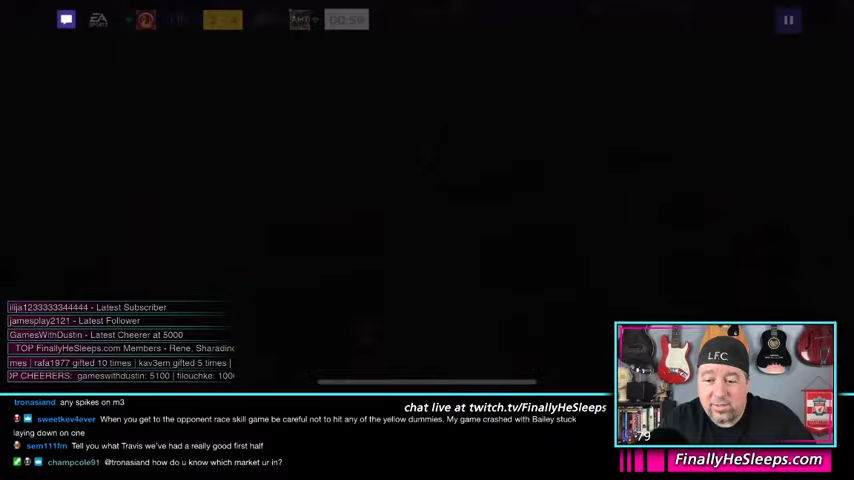 EA
SPORTS
2 - 4
00:5
ilija1233333344444 - Latest Subscriber
jamesplay2121 - Latest Follower
GamesWithDustin - Latest Cheerer at 5000
TOP FinallyHeSleeps.com Members - Rene, Sharadind
mes | rafa1977 gifted 10 times | kav3ern gifted 5 times |
OP CHEERERS: gameswithdustin: 5100 | filouchke: 100
LFC
79
tronasiand any spikes on m3
chat live at twitch.tv/FinallyHeSleeps
sweetkev4ever When you get to the opponent race skill game be careful not to hit any of the yellow dummies. My game crashed with Bailey stuck
laying down on one
sem111fm Tell you what Travis we've had a really good first half
champcole91 @tronasiand how do u know which market ur in?
FinallyHeSleeps.com